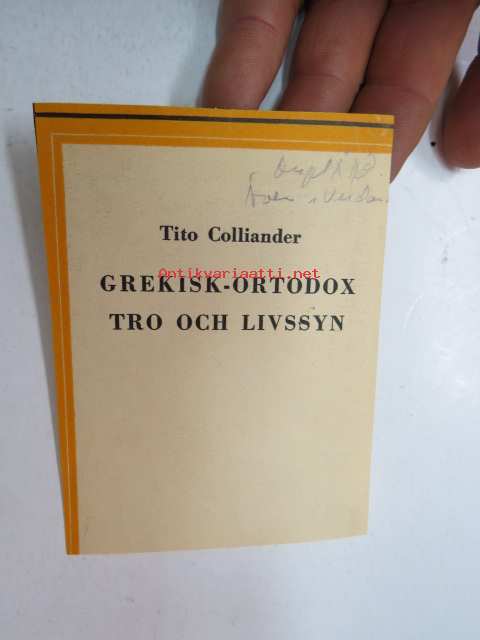 Tito Colliander
Antikvariaatti.net
GREKISK-ORTODOX
TRO OCH LIVSSYN